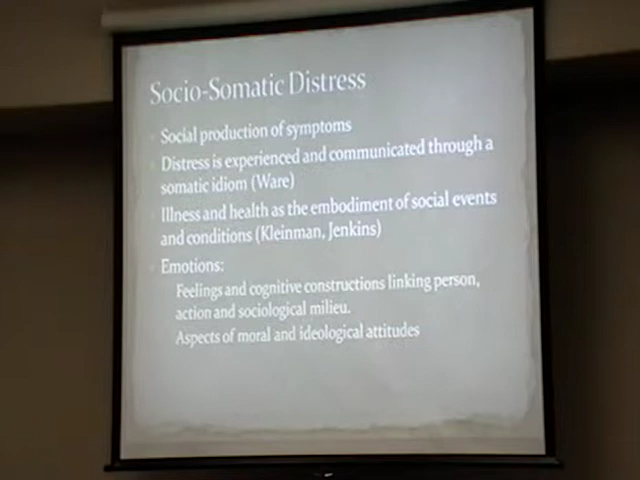 Socio-Somatic Distress
Social production of symptoms
Distress is experienced and communicated through a
somatic idiom (Ware)
Illness and health as the embodiment of social events
and conditions (Kleinman, Jenkins)
Emotions:
Feelings and cognitive constructions linking person,
action and sociological milieu.
Aspects of moral and ideological attitudes